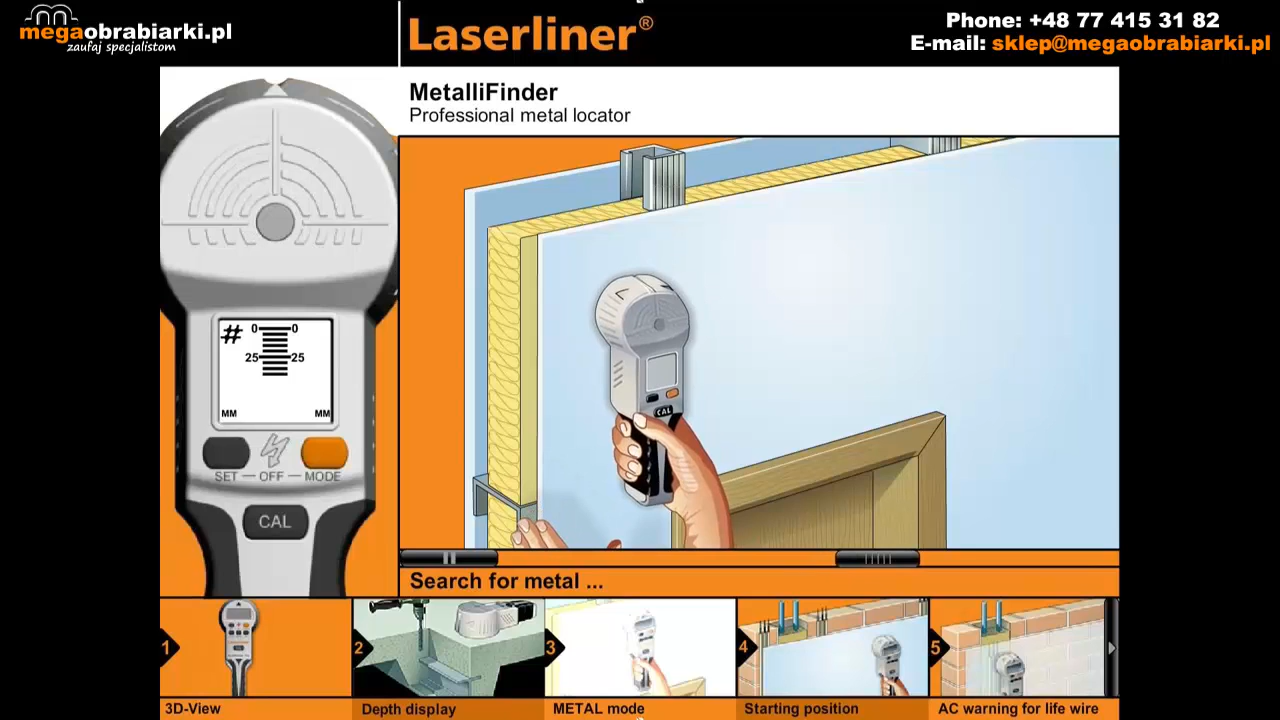 megaobrabiarki.pl
zaufaj specjalistom
Laserliner®
Phone: +48 77 415 31 82
E-mail: sklep@megaobrabiarki.pl
MetalliFinder
Professional metal locator
# 0 0
25 25
MM MM
SET — OFF — MODE
CAL
CAL
Search for metal ...
1
2
3
4
5
3D-View
Depth display
METAL mode
Starting position
AC warning for life wire